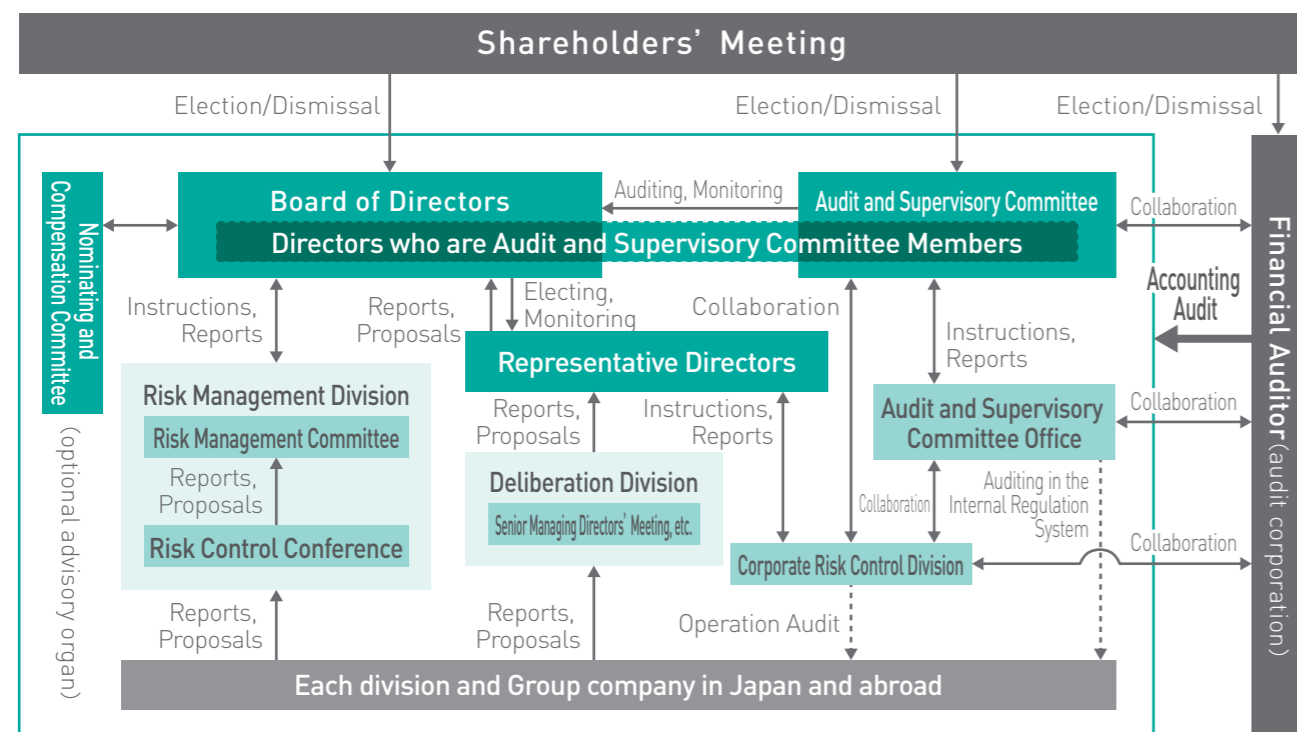 Shareholders’ Meeting
Election/Dismissal
Election/Dismissal
Election/Dismissal
Nominating and
Compensation Committee
(optional advisory organ)
Board of Directors
Auditing, Monitoring
Audit and Supervisory Committee
Directors who are Audit and Supervisory Committee Members
Collaboration
Financial Auditor (audit corporation)
Accounting
Audit
Instructions,
Reports
Reports,
Proposals
Electing,
Monitoring
Collaboration
Instructions,
Reports
Representative Directors
Risk Management Division
Risk Management Committee
Reports,
Proposals
Risk Control Conference
Reports,
Proposals
Instructions,
Reports
Audit and Supervisory
Committee Office
Collaboration
Deliberation Division
Senior Managing Directors’ Meeting, etc.
Collaboration
Auditing in the
Internal Regulation
System
Corporate Risk Control Division
Collaboration
Reports,
Proposals
Reports,
Proposals
Operation Audit
Each division and Group company in Japan and abroad